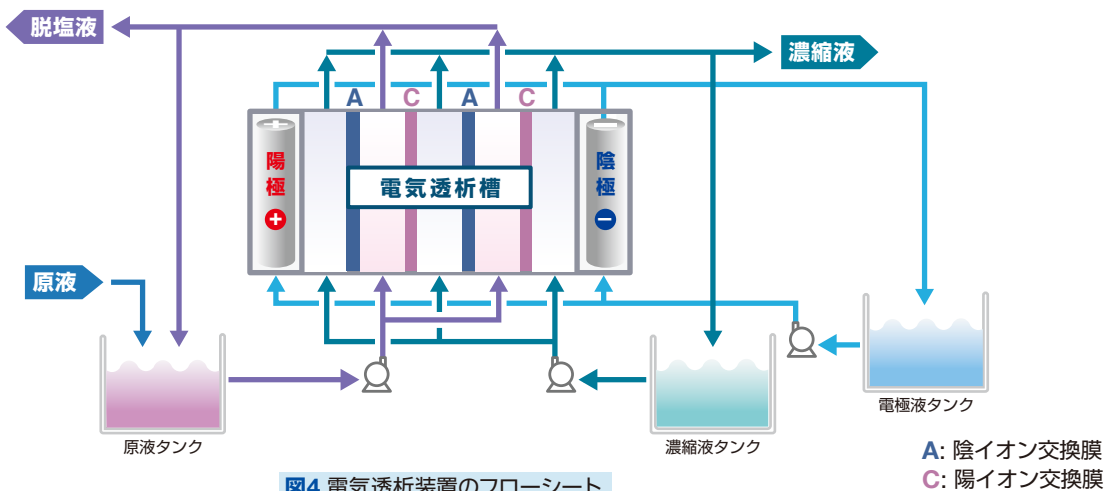 脱塩液
濃縮液
A
C
A
C
+
−
陽極
+
電気透析槽
陰極
−
原液
原液タンク
濃縮液タンク
電極液タンク
A: 陰イオン交換膜
C: 陽イオン交換膜
図4 電気透析装置のフローシート